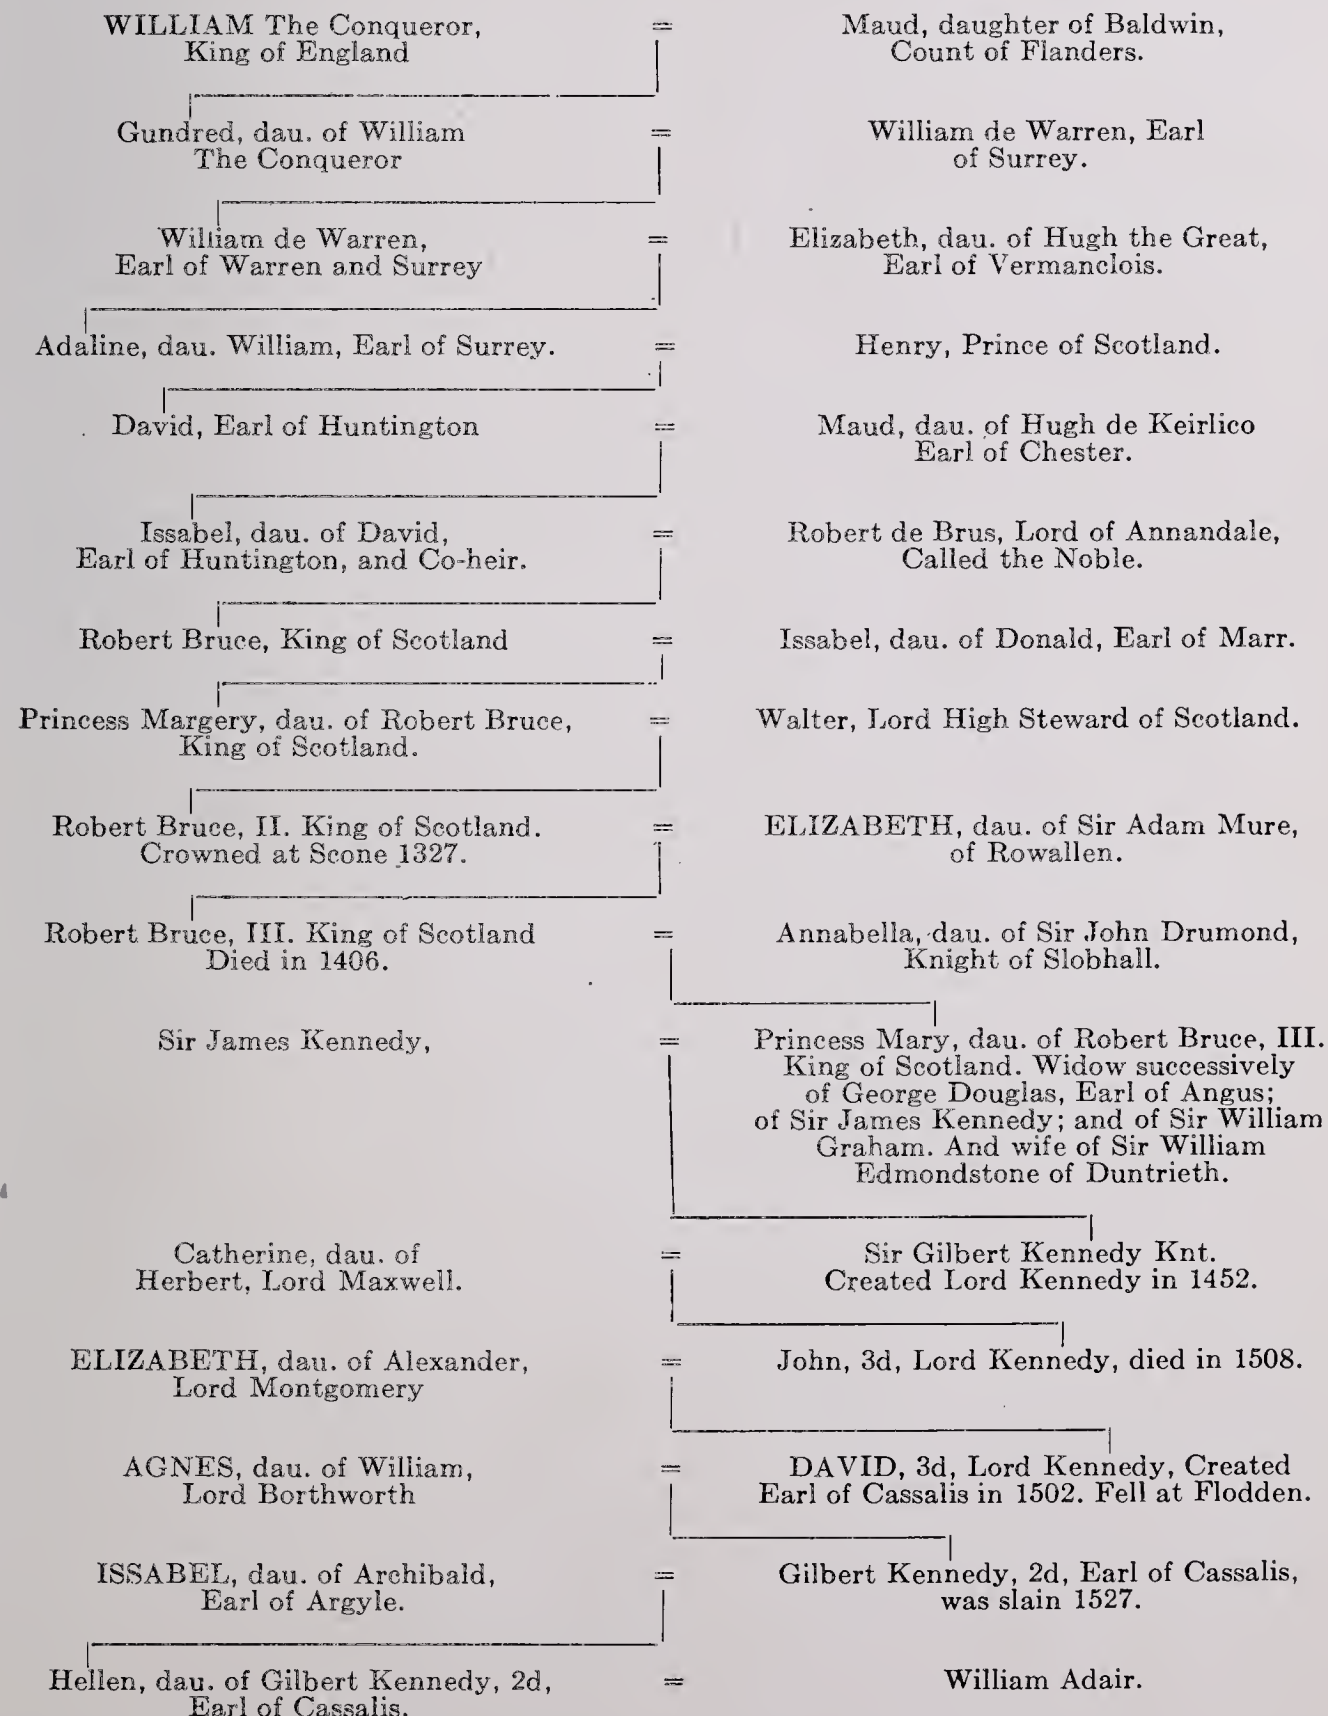 WILLIAM The Conqueror, = Maud, daughter of Baldwin,
King of England Count of Flanders.
Gundred, dau. of William = William de Warren, Earl
The Conqueror of Surrey.
William de Warren, = Elizabeth, dau. of Hugh the Great,
Earl of Warren and Surrey Earl of Vermanclois.
Adaline, dau. William, Earl of Surrey. = Henry, Prince of Scotland.
David, Earl of Huntington = Maud, dau. of Hugh de Keirlico
Earl of Chester.
Issabel, dau. of David, = Robert de Brus, Lord of Annandale,
Earl of Huntington, and Co-heir. Called the Noble.
Robert Bruce, King of Scotland = Issabel, dau. of Donald, Earl of Marr.
Princess Margery, dau. of Robert Bruce, = Walter, Lord High Steward of Scotland.
King of Scotland.
Robert Bruce, II. King of Scotland. = ELIZABETH, dau. of Sir Adam Mure,
Crowned at Scone 1327. of Rowallen.
Robert Bruce, III. King of Scotland = Annabella, dau. of Sir John Drumond,
Died in 1406. Knight of Slobhall.
Sir James Kennedy, = Princess Mary, dau. of Robert Bruce, III.
King of Scotland. Widow successively
of George Douglas, Earl of Angus;
of Sir James Kennedy; and of Sir William
Graham. And wife of Sir William
Edmondstone of Duntrieth.
Catherine, dau. of = Sir Gilbert Kennedy Knt.
Herbert, Lord Maxwell. Created Lord Kennedy in 1452.
ELIZABETH, dau. of Alexander, = John, 3d, Lord Kennedy, died in 1508.
Lord Montgomery
AGNES, dau. of William, = DAVID, 3d, Lord Kennedy, Created
Lord Borthworth Earl of Cassalis in 1502. Fell at Flodden.
ISSABEL, dau. of Archibald, = Gilbert Kennedy, 2d, Earl of Cassalis,
Earl of Argyle. was slain 1527.
Hellen, dau. of Gilbert Kennedy, 2d, = William Adair.
Earl of Cassalis.